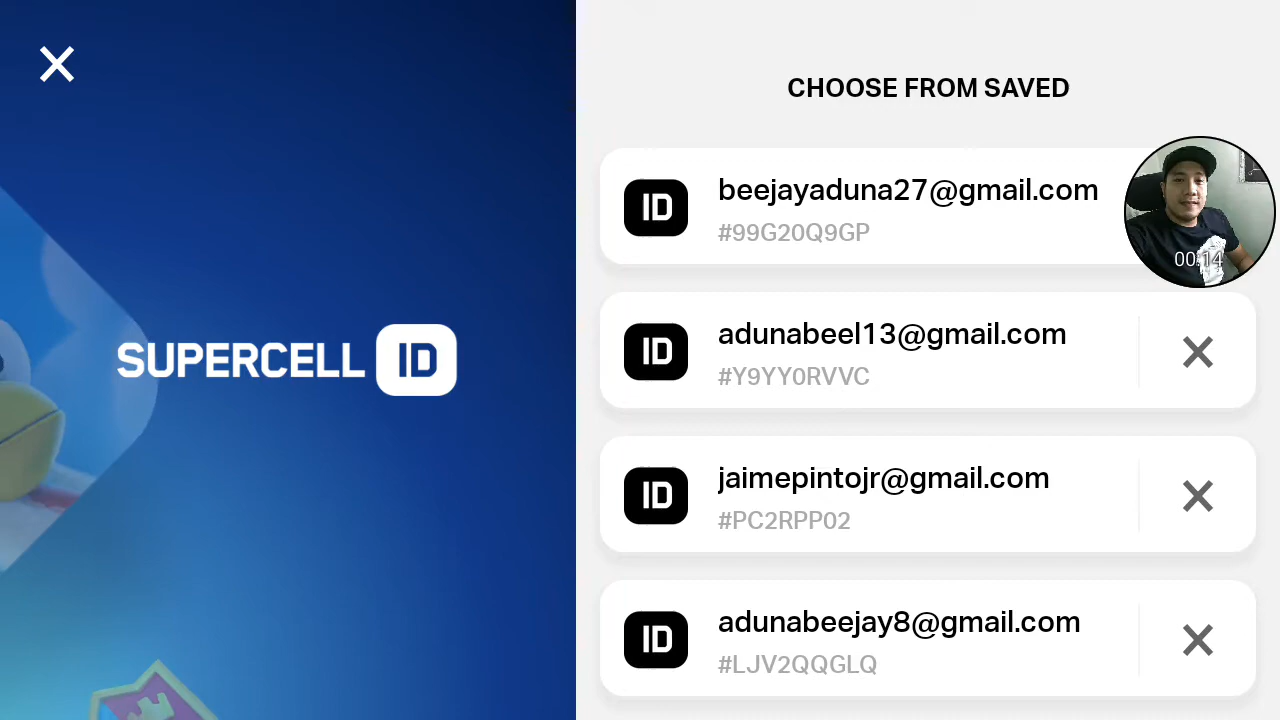 CHOOSE FROM SAVED
ID beejayaduna27@gmail.com
#99G20Q9GP
00:14
ID adunabeel13@gmail.com
#Y9YY0RVVC
SUPERCELL ID
ID jaimepintojr@gmail.com
#PC2RPP02
ID adunabeejay8@gmail.com
#LJV2QQGLQ